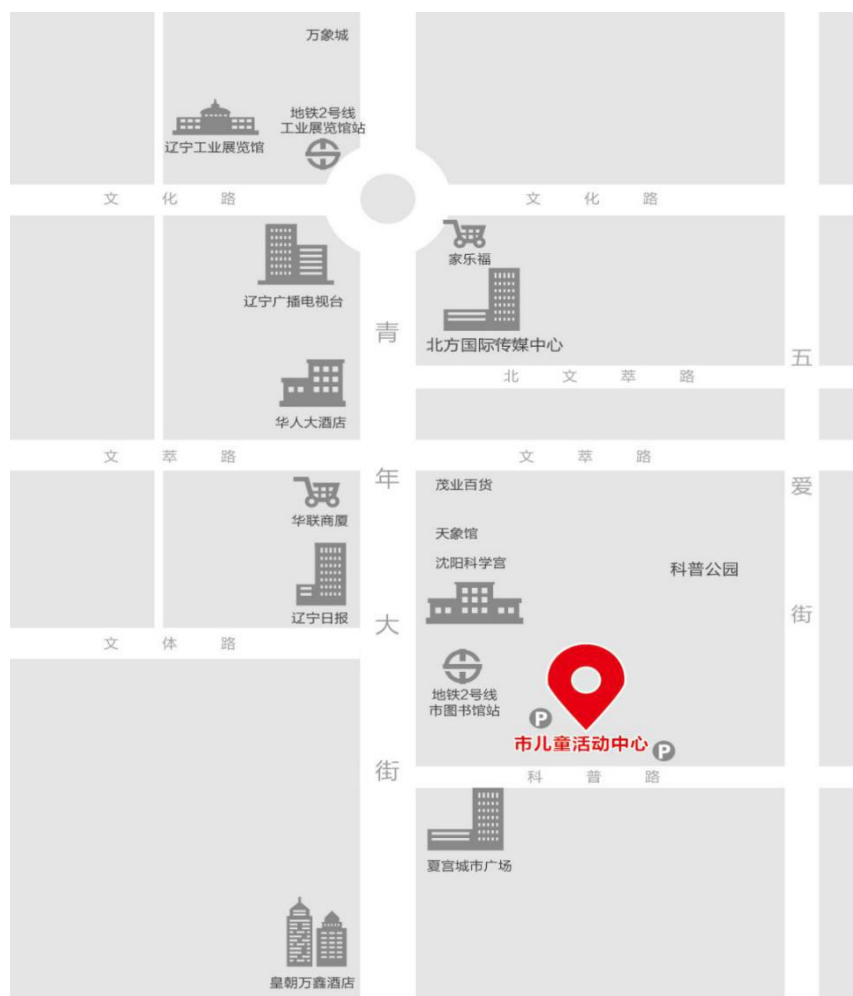 万象城
地铁2号线
工业展览馆站
辽宁工业展览馆
文化路
文化路
家乐福
辽宁广播电视台
北方国际传媒中心
北文萃路
华人大酒店
文萃路
文萃路
青年大街
五爱街
茂业百货
华联商厦
天象馆
沈阳科学宫
科普公园
辽宁日报
文体路
地铁2号线
市图书馆站
P
市儿童活动中心
P
科普路
夏宫城市广场
皇朝万鑫酒店